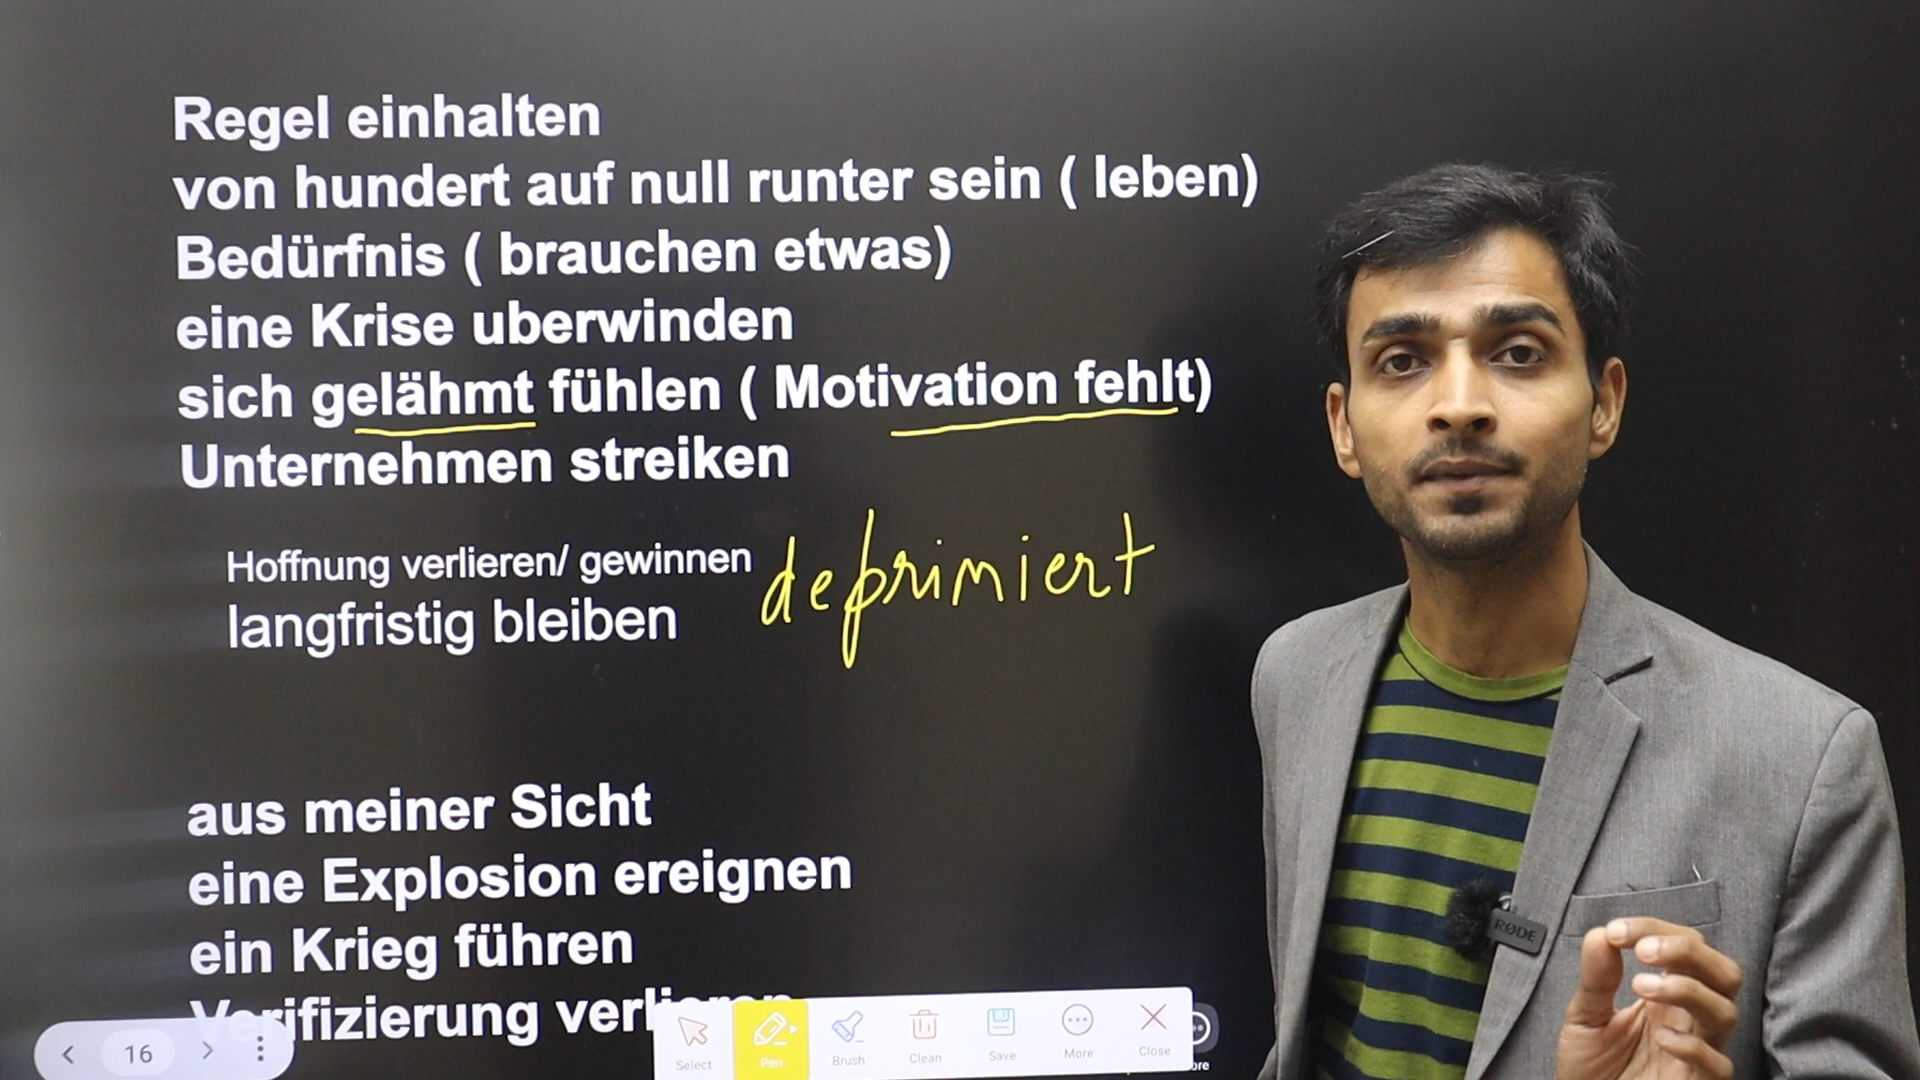 Regel einhalten
von hundert auf null runter sein ( leben)
Bedürfnis ( brauchen etwas)
eine Krise uberwinden
sich gelähmt fühlen ( Motivation fehlt)
Unternehmen streiken
Hoffnung verlieren/ gewinnen
deprimiert
langfristig bleiben
aus meiner Sicht
eine Explosion ereignen
ein Krieg führen
Verifizierung verlieren
16
Select Pen Brush Clean Save More Close
RØDE